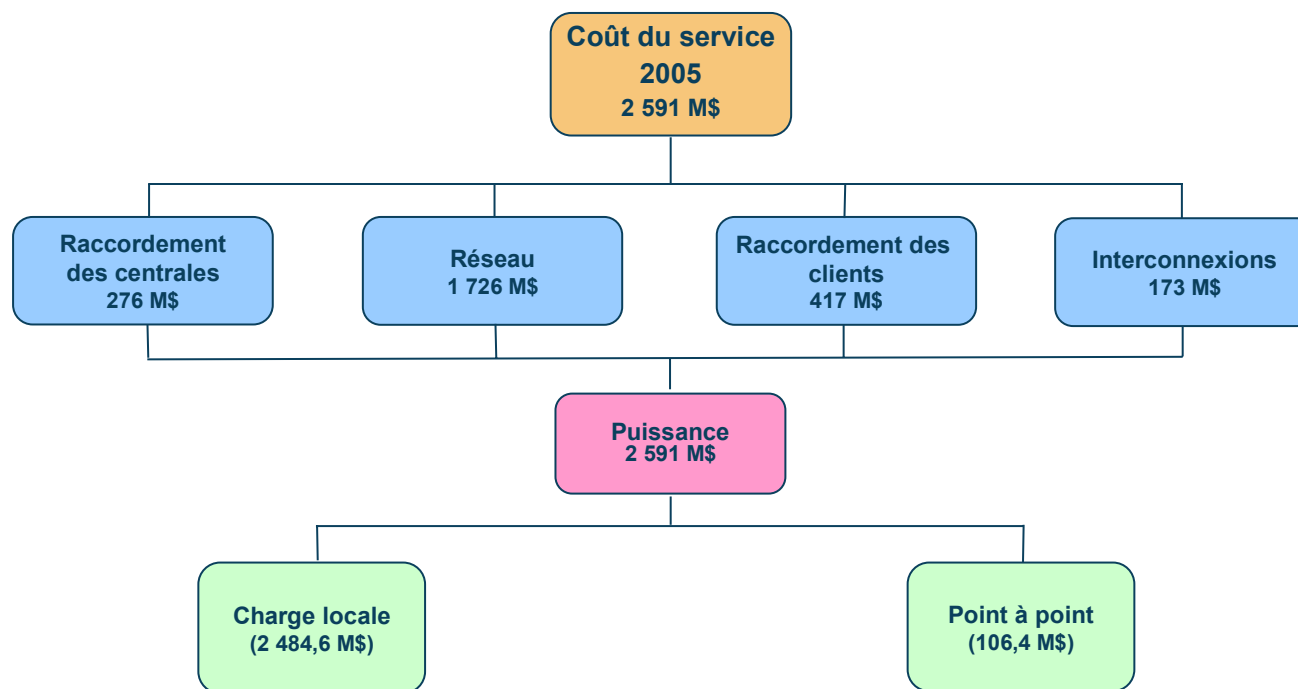 Coût du service
2005
2 591 M$
Raccordement
des centrales
276 M$
Réseau
1 726 M$
Raccordement des
clients
417 M$
Interconnexions
173 M$
Puissance
2 591 M$
Charge locale
(2 484,6 M$)
Point à point
(106,4 M$)